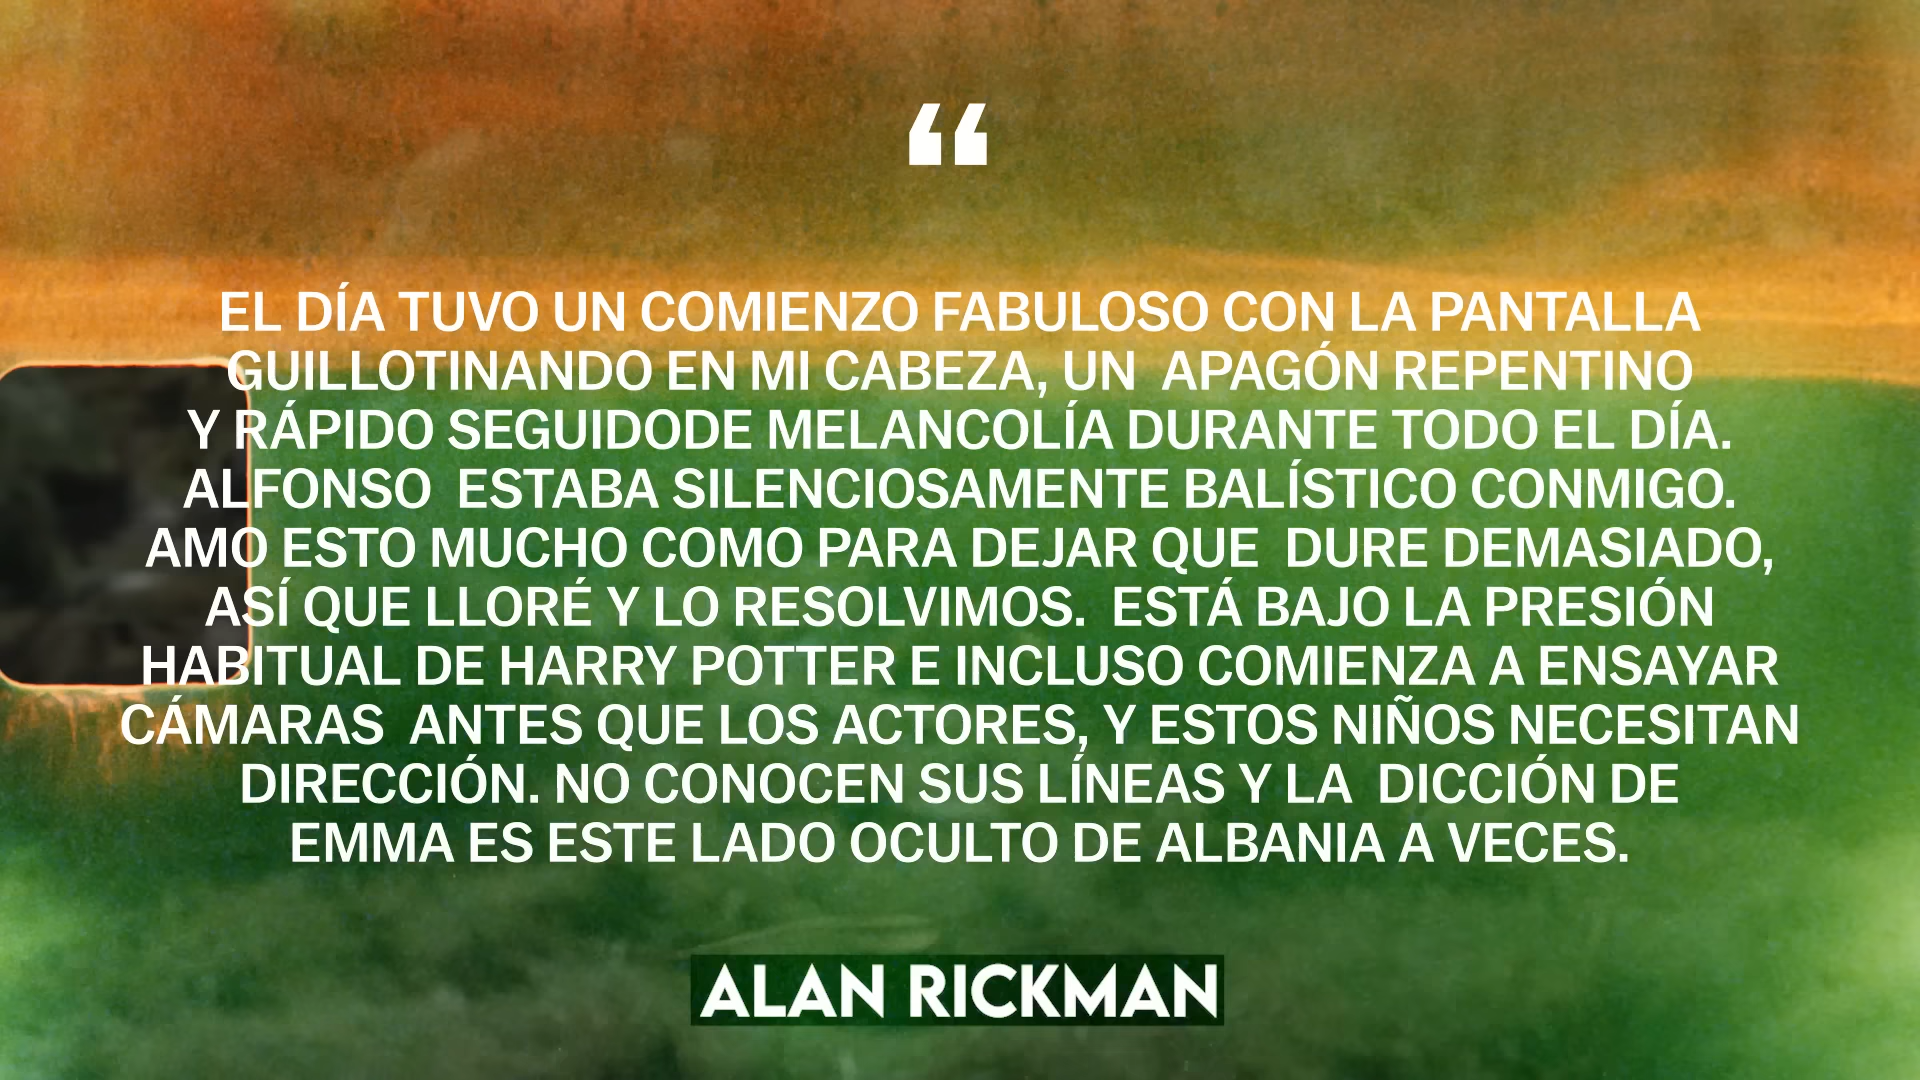 “
EL DÍA TUVO UN COMIENZO FABULOSO CON LA PANTALLA
GUILLOTINANDO EN MI CABEZA, UN APAGÓN REPENTINO
Y RÁPIDO SEGUIDODE MELANCOLÍA DURANTE TODO EL DÍA.
ALFONSO ESTABA SILENCIOSAMENTE BALÍSTICO CONMIGO.
AMO ESTO MUCHO COMO PARA DEJAR QUE DURE DEMASIADO,
ASÍ QUE LLORÉ Y LO RESOLVIMOS. ESTÁ BAJO LA PRESIÓN
HABITUAL DE HARRY POTTER E INCLUSO COMIENZA A ENSAYAR
CÁMARAS ANTES QUE LOS ACTORES, Y ESTOS NIÑOS NECESITAN
DIRECCIÓN. NO CONOCEN SUS LÍNEAS Y LA DICCIÓN DE
EMMA ES ESTE LADO OCULTO DE ALBANIA A VECES.
ALAN RICKMAN